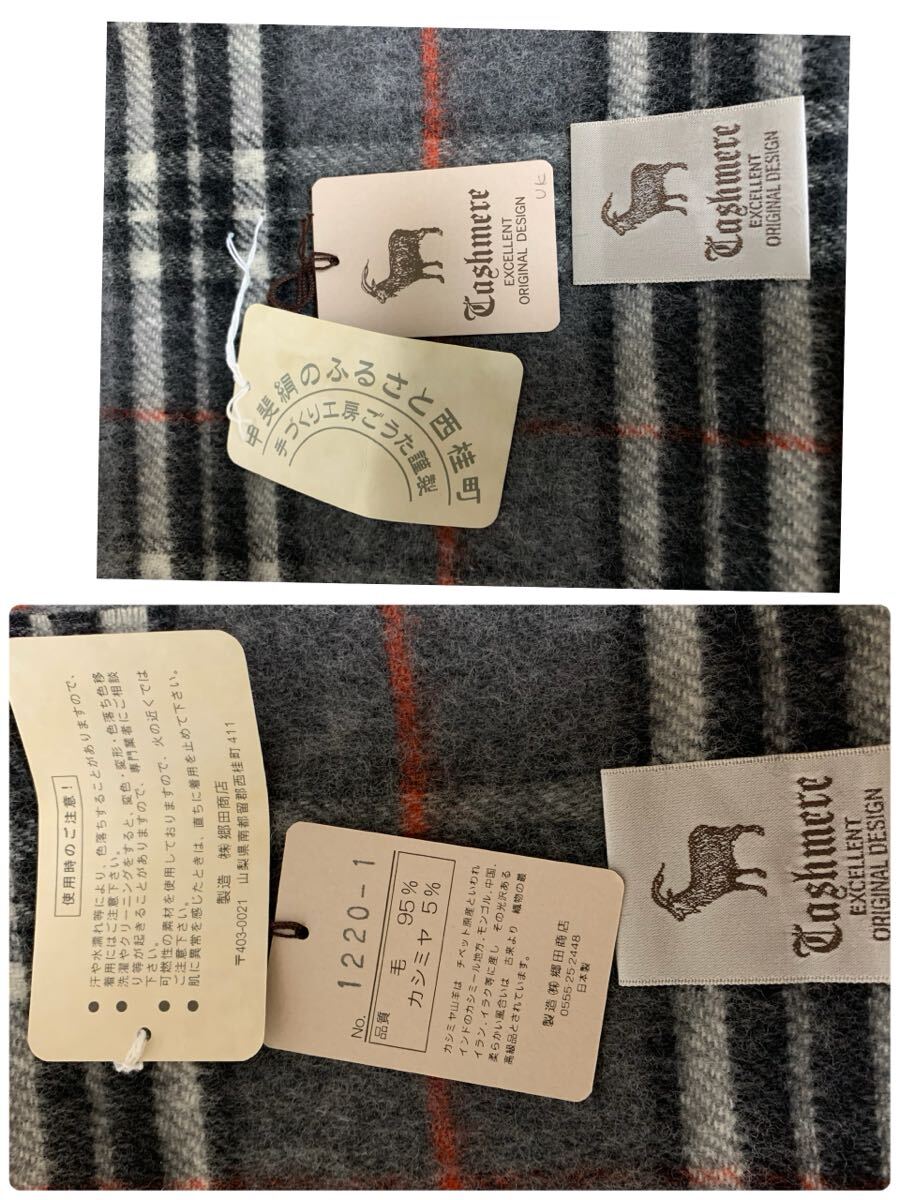 Cashmere
EXCELLENT
ORIGINAL DESIGN
Cashmere
EXCELLENT
ORIGINAL DESIGN
UK
甲斐絹のふるさと西桂町
手づくり工房ごうた謹製
使用時のご注意!
● 汗や水濡れ等により、色落ちすることがありますので、
着用にはご注意下さい。
● 洗濯やクリーニングをすると、変色・変形・色落ち色移
り等が起きることがありますので、専門業者にご相談
下さい。
● 可燃性の素材を使用しておりますので、火の近くでは
ご注意下さい。
● 肌に異常を感じたときは、直ちに着用を止めて下さい。
製造 ㈱郷田商店
〒403-0021 山梨県南都留郡西桂町411
No. 1220-1
品質 毛 95%
カシミヤ 5%
カシミヤ山羊は チベット原産といわれ
インドのカシミール地方.モンゴル.中国.
イラン.イラク等に産し その光沢ある
柔らかい風合いは 古来より 織物の最
高級品とされています。
製造 ㈱ 郷田商店
0555-25-2448
日本製
Cashmere
EXCELLENT
ORIGINAL DESIGN